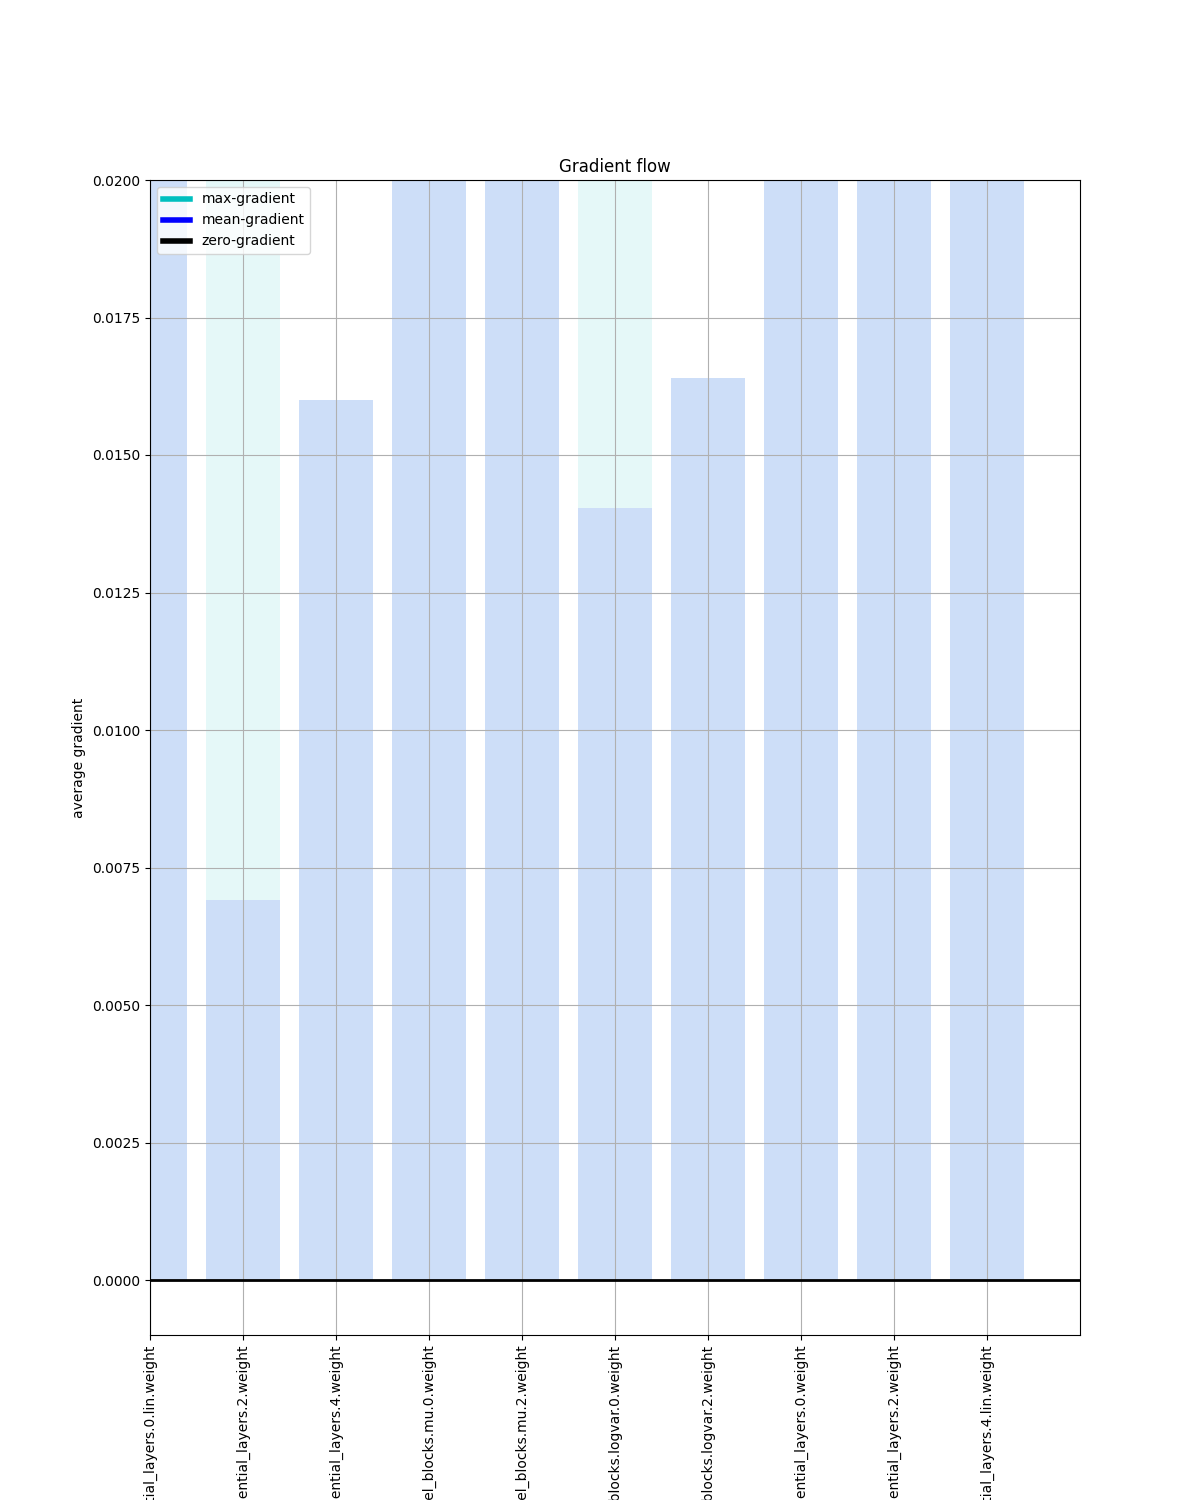 Gradient flow
max-gradient
mean-gradient
zero-gradient
0.0200
0.0175
0.0150
0.0125
0.0100
0.0075
0.0050
0.0025
0.0000
average gradient
tial_layers.0.lin.weight
ential_layers.2.weight
ential_layers.4.weight
el_blocks.mu.0.weight
el_blocks.mu.2.weight
blocks.logvar.0.weight
blocks.logvar.2.weight
ential_layers.0.weight
ential_layers.2.weight
tial_layers.4.lin.weight